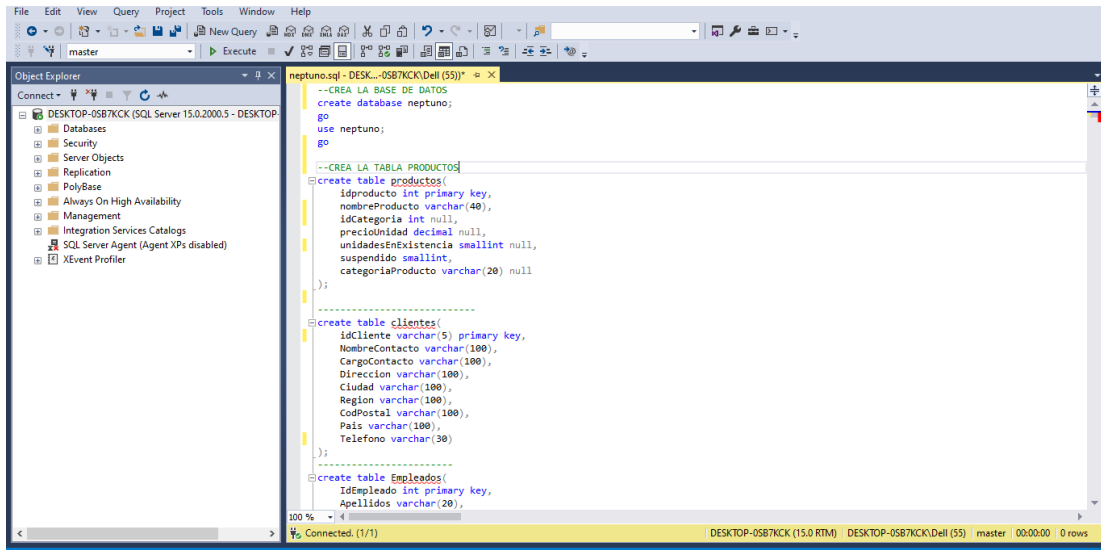 File Edit View Query Project Tools Window Help
New Query
master Execute
Object Explorer
Connect
DESKTOP-0SB7KCK (SQL Server 15.0.2000.5 - DESKTOP-
Databases
Security
Server Objects
Replication
PolyBase
Always On High Availability
Management
Integration Services Catalogs
SQL Server Agent (Agent XPs disabled)
XEvent Profiler
neptuno.sql - DESK...-0SB7KCK\Dell (55))*
--CREA LA BASE DE DATOS
create database neptuno;
go
use neptuno;
go
--CREA LA TABLA PRODUCTOS
create table productos(
idproducto int primary key,
nombreProducto varchar(40),
idCategoria int null,
precioUnidad decimal null,
unidadesEnExistencia smallint null,
suspendido smallint,
categoriaProducto varchar(20) null
);
----------------------------
create table clientes(
idCliente varchar(5) primary key,
NombreContacto varchar(100),
CargoContacto varchar(100),
Direccion varchar(100),
Ciudad varchar(100),
Region varchar(100),
CodPostal varchar(100),
Pais varchar(100),
Telefono varchar(30)
);
------------------------
create table Empleados(
IdEmpleado int primary key,
Apellidos varchar(20),
100 %
Connected. (1/1) DESKTOP-0SB7KCK (15.0 RTM) DESKTOP-0SB7KCK\Dell (55) master 00:00:00 0 rows